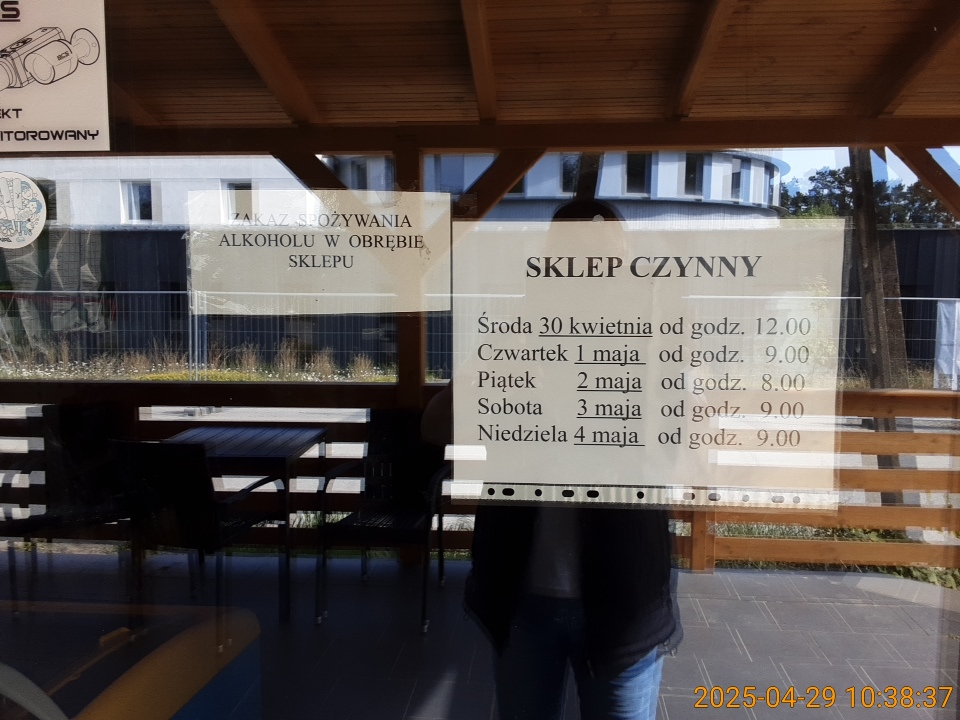 ZAKAZ SPOŻYWANIA
ALKOHOLU W OBRĘBIE
SKLEPU
SKLEP CZYNNY
Środa 30 kwietnia od godz. 12.00
Czwartek 1 maja od godz. 9.00
Piątek 2 maja od godz. 8.00
Sobota 3 maja od godz. 9.00
Niedziela 4 maja od godz. 9.00
2025-04-29 10:38:37